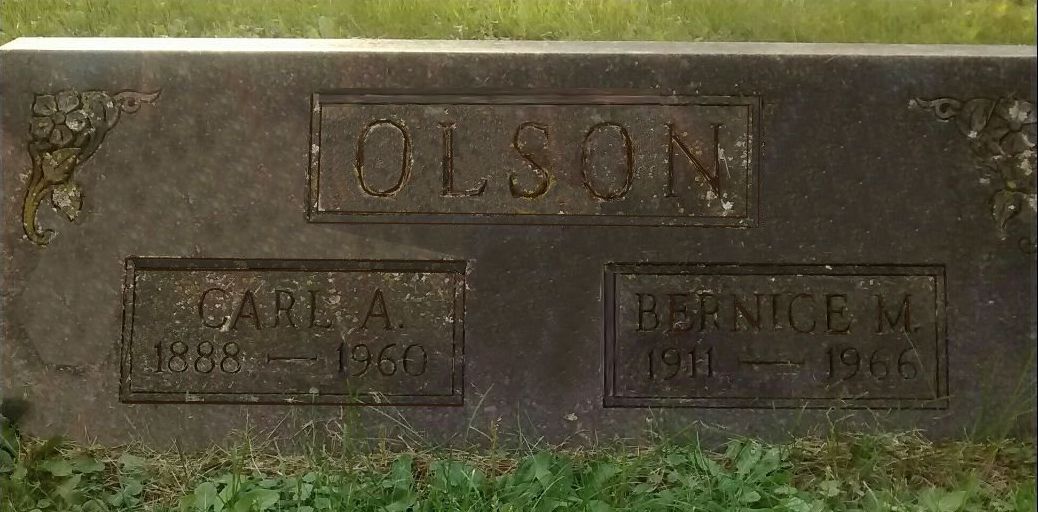 OLSON
CARL A.
1888 — 1960
BERNICE M.
1911 — 1966